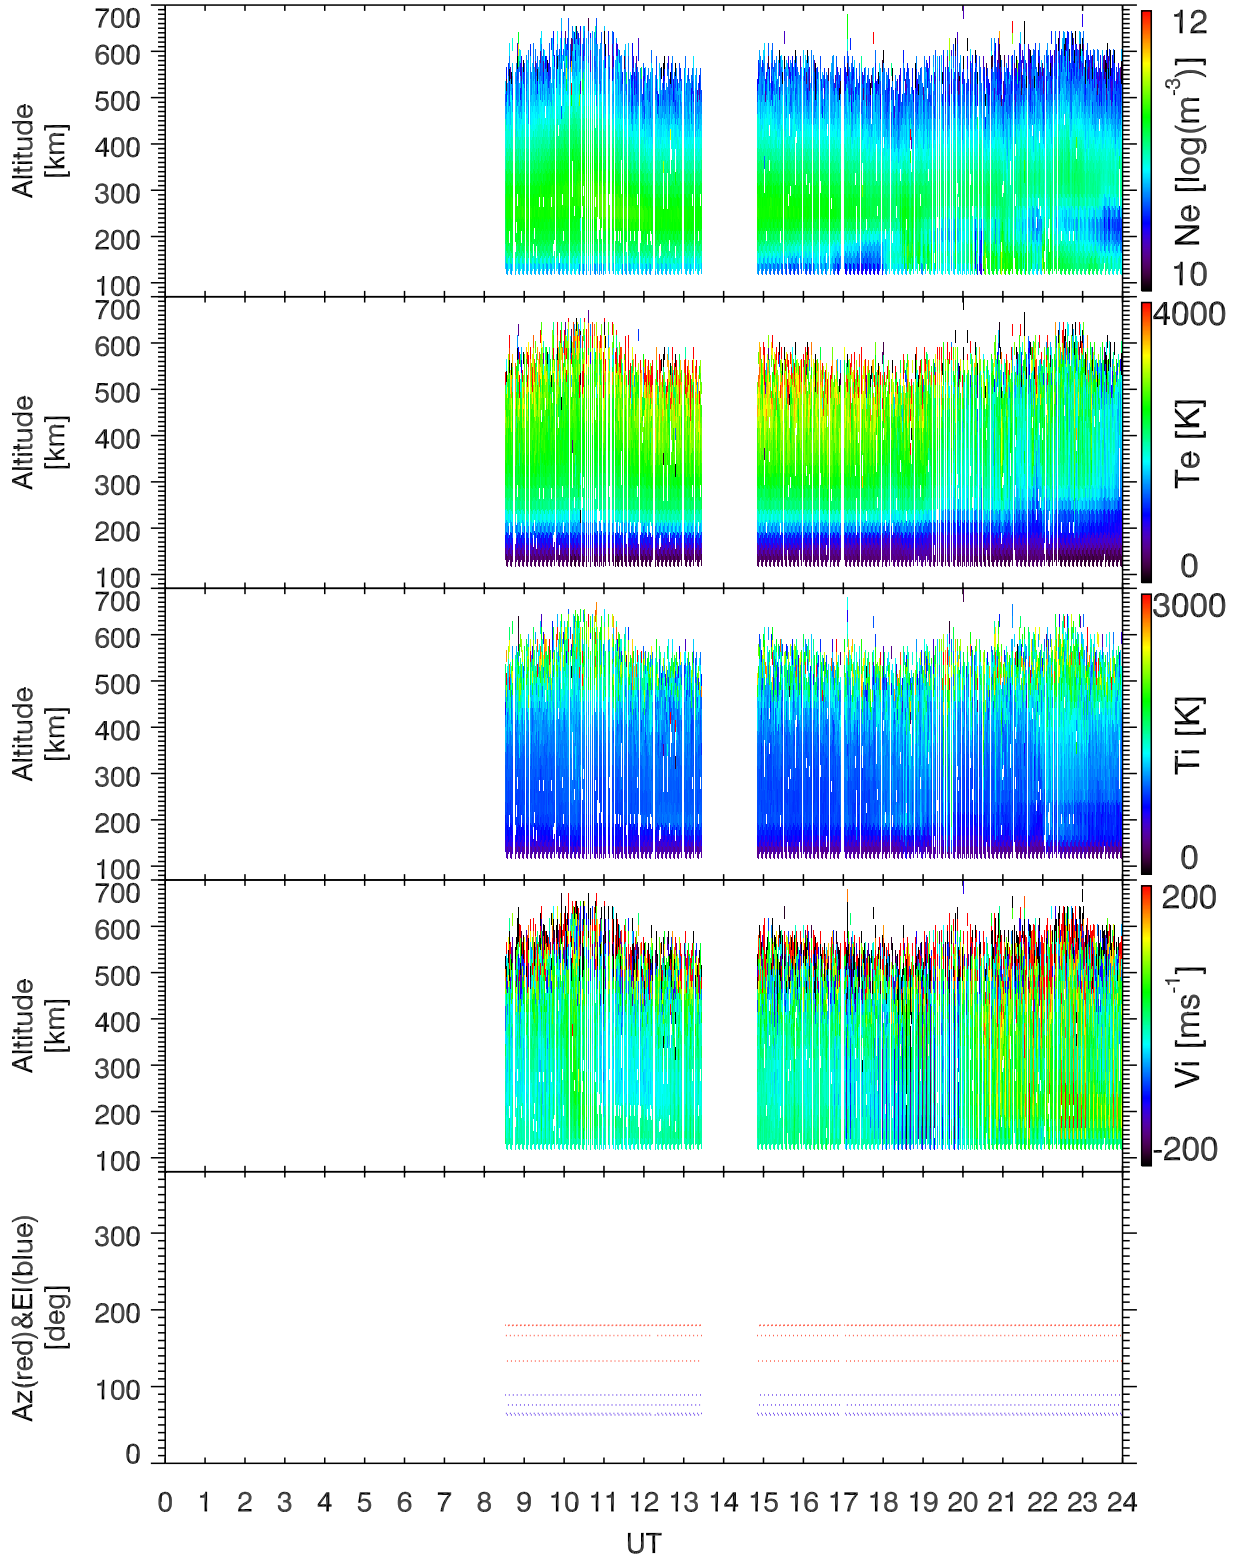 700
600
500
400
300
200
100
Altitude
[km]
12
10
Ne [log(m⁻³)]
700
600
500
400
300
200
100
Altitude
[km]
4000
0
Te [K]
700
600
500
400
300
200
100
Altitude
[km]
3000
0
Ti [K]
700
600
500
400
300
200
100
Altitude
[km]
200
-200
Vi [ms⁻¹]
300
200
100
0
Az(red)&El(blue)
[deg]
0 1 2 3 4 5 6 7 8 9 10 11 12 13 14 15 16 17 18 19 20 21 22 23 24
UT